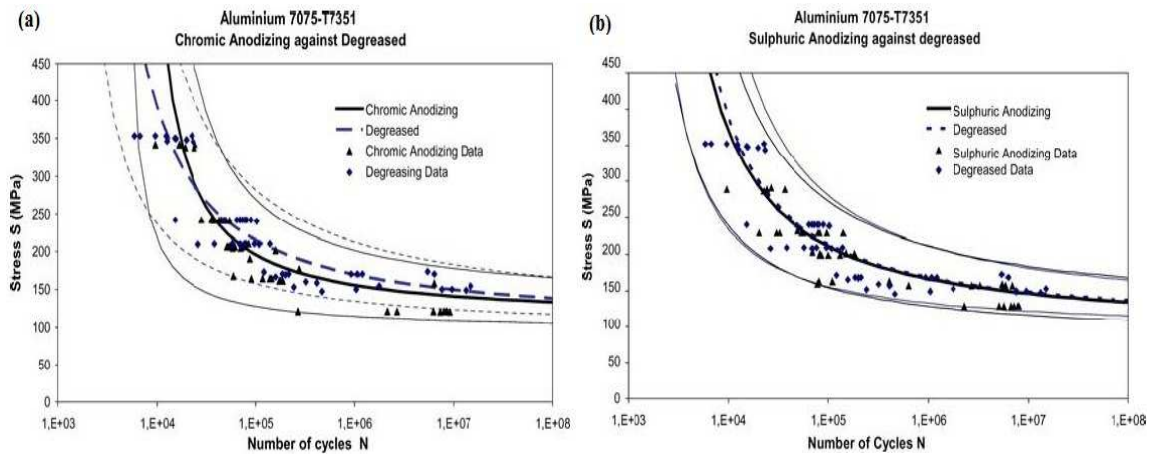 (a)
Aluminium 7075-T7351
Chromic Anodizing against Degreased
450
400
350
300
250
200
150
100
50
0
Stress S (MPa)
Chromic Anodizing
Degreased
Chromic Anodizing Data
Degreasing Data
1,E+03
1,E+04
1,E+05
1,E+06
1,E+07
1,E+08
Number of cycles N
(b)
Aluminium 7075-T7351
Sulphuric Anodizing against degreased
450
400
350
300
250
200
150
100
50
0
Stress S (MPa)
Sulphuric Anodizing
Degreased
Sulphuric Anodizing Data
Degreased Data
1,E+03
1,E+04
1,E+05
1,E+06
1,E+07
1,E+08
Number of Cycles N